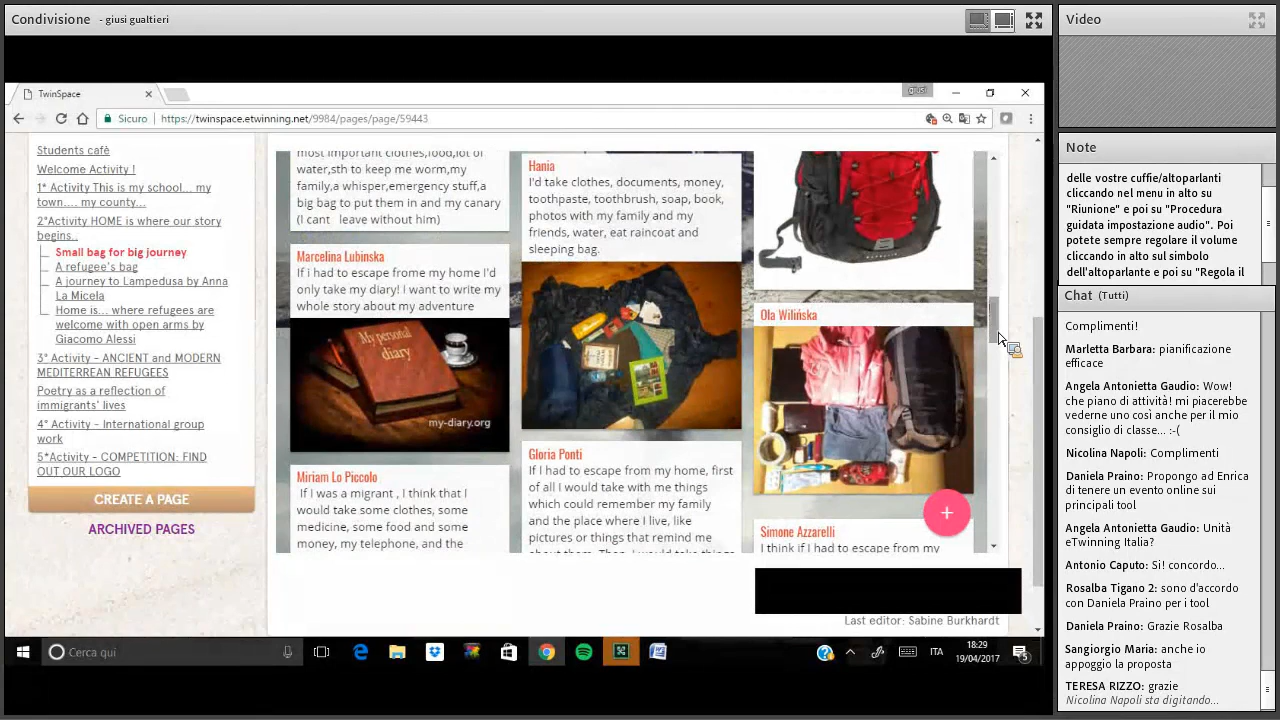 Condivisione - giusi gualtieri
TwinSpace
giusi
Sicuro https://twinspace.etwinning.net/9984/pages/page/59443
Students cafè
Welcome Activity !
1* Activity This is my school... my
town.... my county...
2°Activity HOME is where our story
begins..
Small bag for big journey
A refugee's bag
A journey to Lampedusa by Anna
La Micela
Home is... where refugees are
welcome with open arms by
Giacomo Alessi
3° Activity - ANCIENT and MODERN
MEDITERREAN REFUGEES
Poetry as a reflection of
immigrants' lives
4° Activity - International group
work
5*Activity - COMPETITION: FIND
OUT OUR LOGO
CREATE A PAGE
ARCHIVED PAGES
most important clothes,food,lot of
water,sth to keep me worm,my
family,a whisper,emergency stuff,a
big bag to put them in and my canary
(I cant leave without him)
Marcelina Lubinska
If i had to escape frome my home I'd
only take my diary! I want to write my
whole story about my adventure
My personal
diary
my-diary.org
Miriam Lo Piccolo
If I was a migrant , I think that I
would take some clothes, some
medicine, some food and some
money, my telephone, and the
Hania
I'd take clothes, documents, money,
toothpaste, toothbrush, soap, book,
photos with my family and my
friends, water, eat raincoat and
sleeping bag.
Gloria Ponti
If I had to escape from my home, first
of all I would take with me things
which could remember my family
and the place where I live, like
pictures or things that remind me
about them. Then, I would take things
Ola Wilińska
Simone Azzarelli
I think if I had to escape from my
+
Last editor: Sabine Burkhardt
Cerca qui
ITA
18:29
19/04/2017
5
Video
Note
delle vostre cuffie/altoparlanti
cliccando nel menu in alto su
"Riunione" e poi su "Procedura
guidata impostazione audio". Poi
potete sempre regolare il volume
cliccando in alto sul simbolo
dell'altoparlante e poi su "Regola il
Chat (Tutti)
Complimenti!
Marletta Barbara: pianificazione
efficace
Angela Antonietta Gaudio: Wow!
che piano di attività! mi piacerebbe
vederne uno così anche per il mio
consiglio di classe... :-(
Nicolina Napoli: Complimenti
Daniela Praino: Propongo ad Enrica
di tenere un evento online sui
principali tool
Angela Antonietta Gaudio: Unità
eTwinning Italia?
Antonio Caputo: Si! concordo...
Rosalba Tigano 2: sono d'accordo
con Daniela Praino per i tool
Daniela Praino: Grazie Rosalba
Sangiorgio Maria: anche io
appoggio la proposta
TERESA RIZZO: grazie
Nicolina Napoli sta digitando...